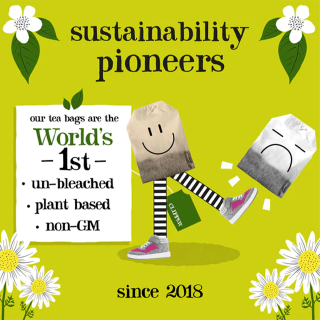 sustainability
pioneers
our tea bags are the
World's
- 1st -
• un-bleached
• plant based
• non-GM
CLIPPER
since 2018